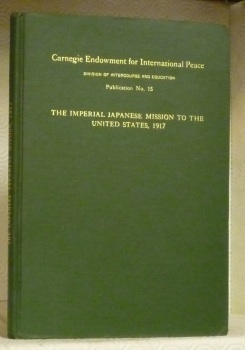 Carnegie Endowment for International Peace
DIVISION OF INTERCOURSE AND EDUCATION
Publication No. 15
THE IMPERIAL JAPANESE MISSION TO THE
UNITED STATES, 1917